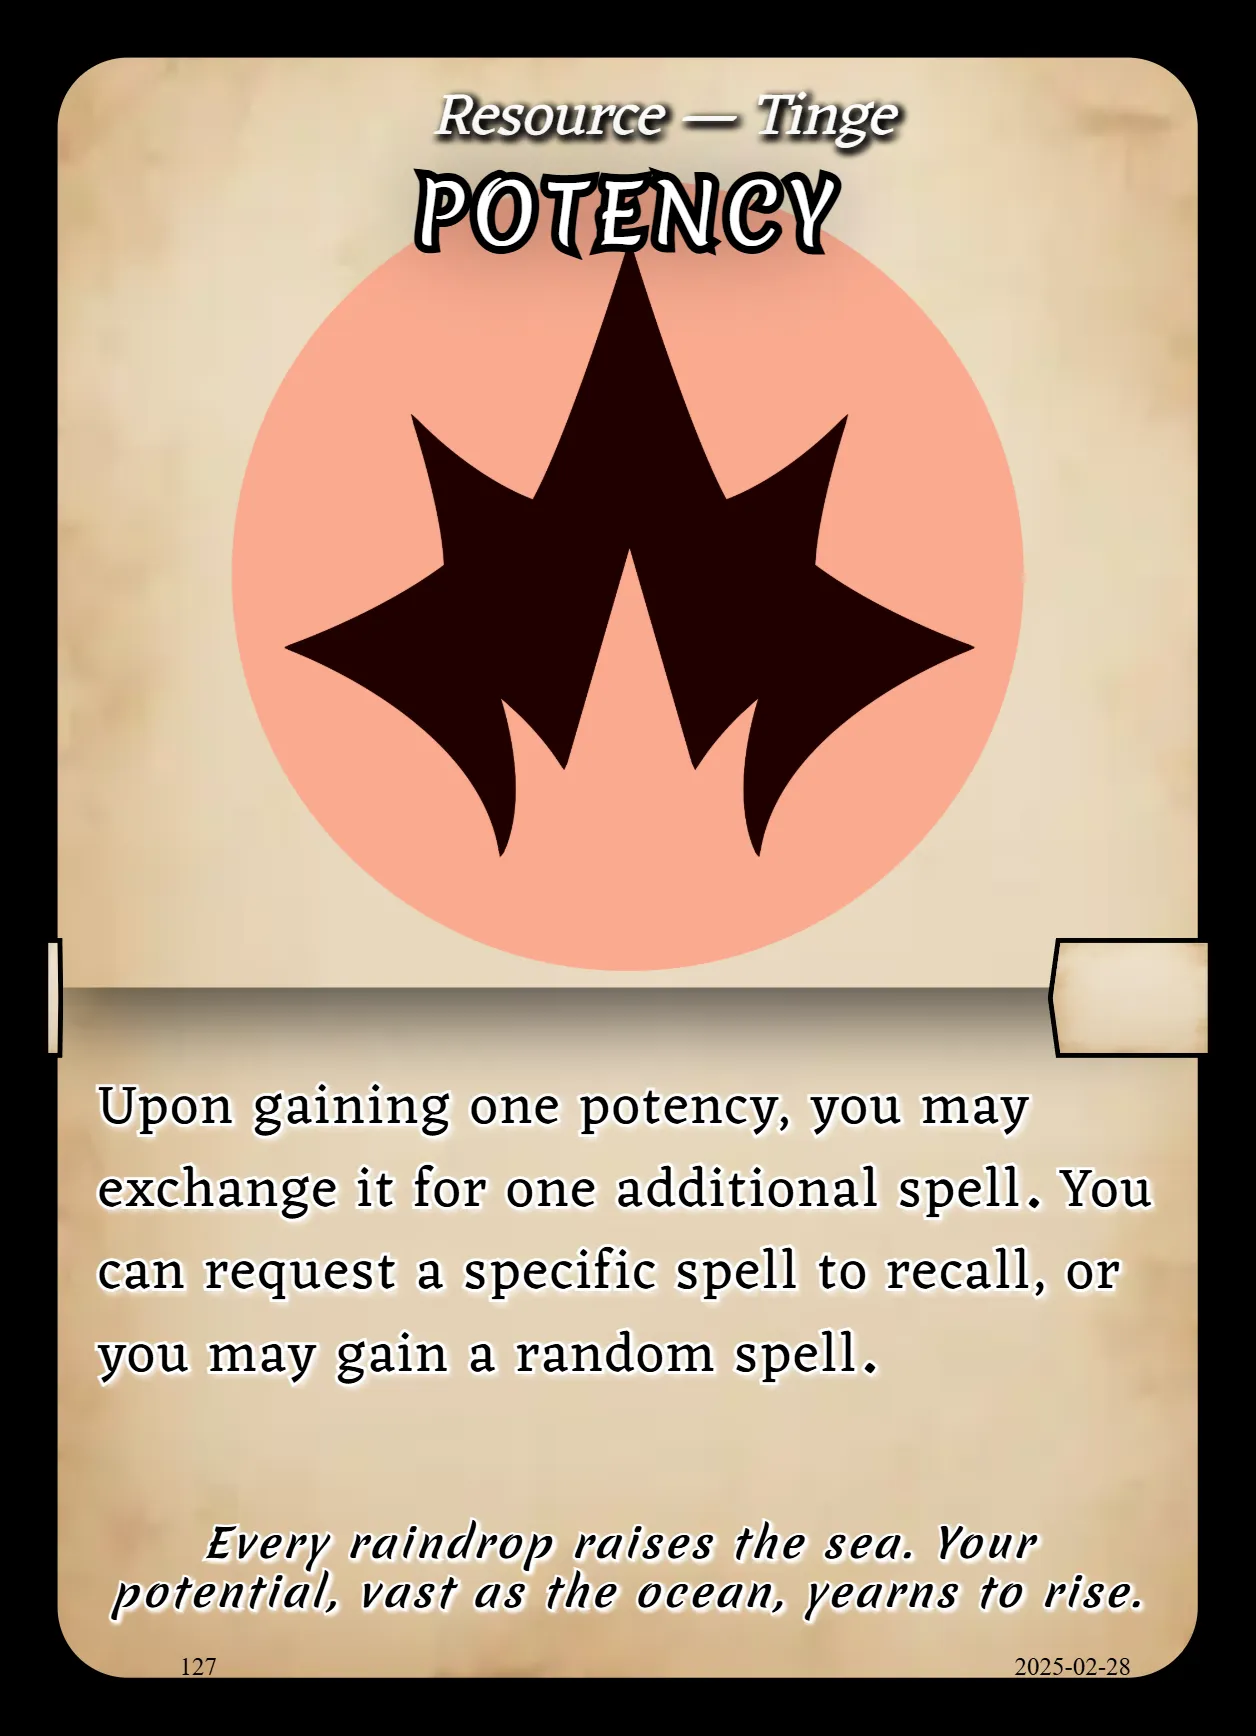 Resource — Tinge
POTENCY
Upon gaining one potency, you may
exchange it for one additional spell. You
can request a specific spell to recall, or
you may gain a random spell.
Every raindrop raises the sea. Your
potential, vast as the ocean, yearns to rise.
127
2025-02-28